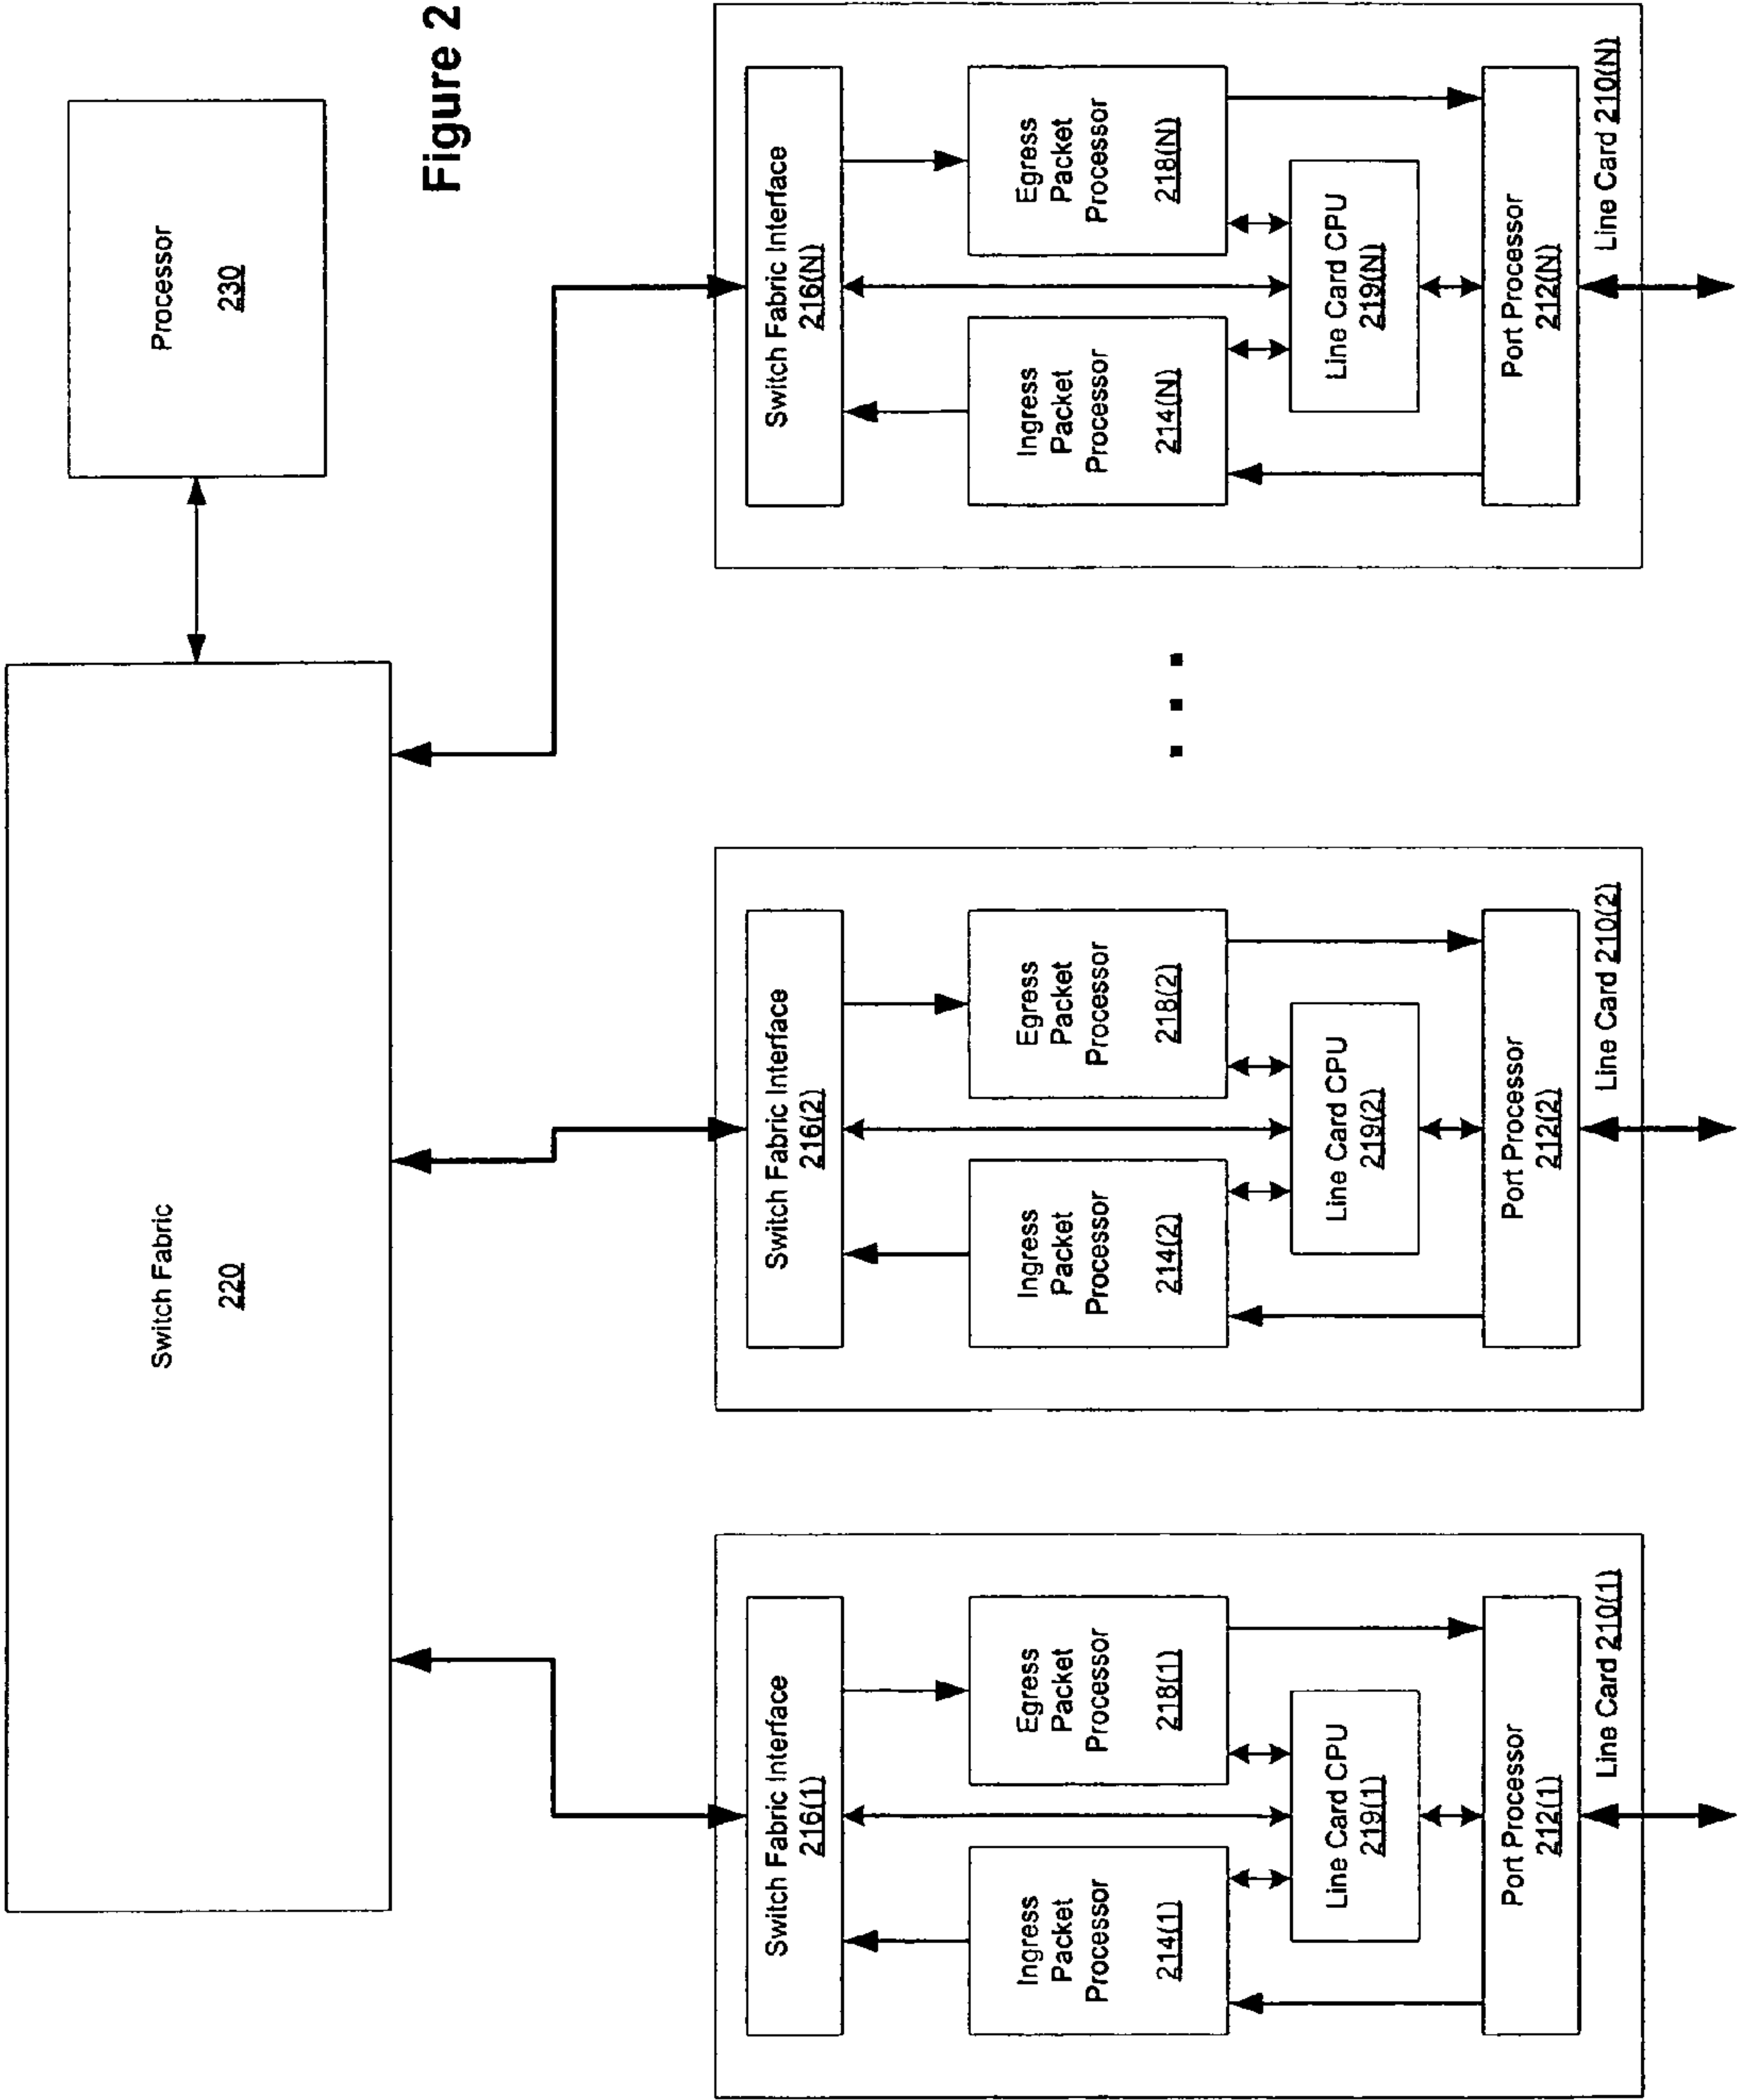 Switch Fabric
220
Processor
230
Figure 2
Switch Fabric Interface
216(1)
Ingress
Packet
Processor
214(1)
Egress
Packet
Processor
218(1)
Line Card CPU
219(1)
Port Processor
212(1)
Line Card 210(1)
Switch Fabric Interface
216(2)
Ingress
Packet
Processor
214(2)
Egress
Packet
Processor
218(2)
Line Card CPU
219(2)
Port Processor
212(2)
Line Card 210(2)
Switch Fabric Interface
216(N)
Ingress
Packet
Processor
214(N)
Egress
Packet
Processor
218(N)
Line Card CPU
219(N)
Port Processor
212(N)
Line Card 210(N)